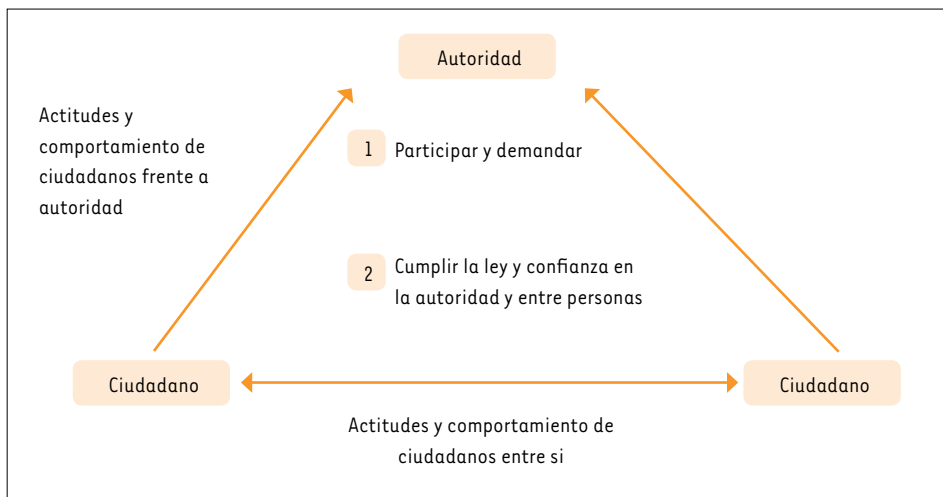 Autoridad
Actitudes y
comportamiento de
ciudadanos frente a
autoridad
1 Participar y demandar
2 Cumplir la ley y confianza en
la autoridad y entre personas
Ciudadano
Ciudadano
Actitudes y comportamiento de
ciudadanos entre si